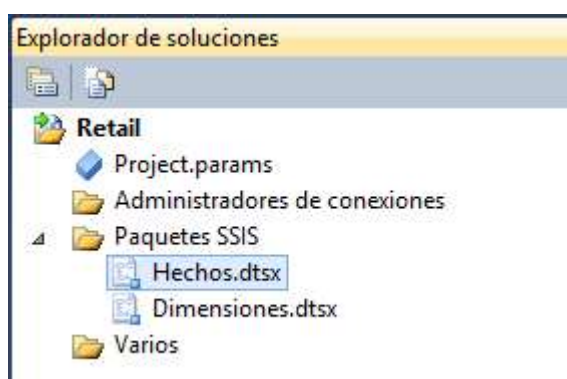 Explorador de soluciones
Retail
Project.params
Administradores de conexiones
Paquetes SSIS
Hechos.dtsx
Dimensiones.dtsx
Varios